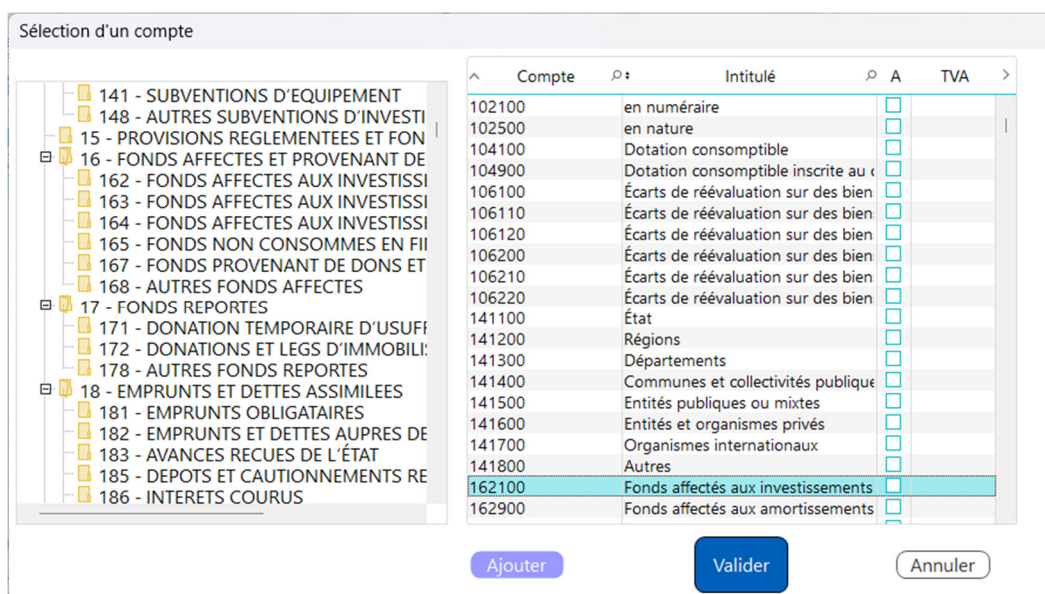 Sélection d'un compte
141 - SUBVENTIONS D'EQUIPEMENT
148 - AUTRES SUBVENTIONS D'INVESTI
15 - PROVISIONS REGLEMENTEES ET FON
16 - FONDS AFFECTES ET PROVENANT DE
162 - FONDS AFFECTES AUX INVESTISSI
163 - FONDS AFFECTES AUX INVESTISSI
164 - FONDS AFFECTES AUX INVESTISSI
165 - FONDS NON CONSOMMES EN FII
167 - FONDS PROVENANT DE DONS ET
168 - AUTRES FONDS AFFECTES
17 - FONDS REPORTES
171 - DONATION TEMPORAIRE D'USUFI
172 - DONATIONS ET LEGS D'IMMOBILI
178 - AUTRES FONDS REPORTES
18 - EMPRUNTS ET DETTES ASSIMILEES
181 - EMPRUNTS OBLIGATAIRES
182 - EMPRUNTS ET DETTES AUPRES DE
183 - AVANCES RECUES DE L'ÉTAT
185 - DEPOTS ET CAUTIONNEMENTS RE
186 - INTERETS COURUS
Compte Intitulé A TVA
102100 en numéraire
102500 en nature
104100 Dotation consomptible
104900 Dotation consomptible inscrite au c
106100 Écarts de réévaluation sur des bien
106110 Écarts de réévaluation sur des bien
106120 Écarts de réévaluation sur des bien
106200 Écarts de réévaluation sur des bien
106210 Écarts de réévaluation sur des bien
106220 Écarts de réévaluation sur des bien
141100 État
141200 Régions
141300 Départements
141400 Communes et collectivités publique
141500 Entités publiques ou mixtes
141600 Entités et organismes privés
141700 Organismes internationaux
141800 Autres
162100 Fonds affectés aux investissements
162900 Fonds affectés aux amortissements
Ajouter Valider Annuler